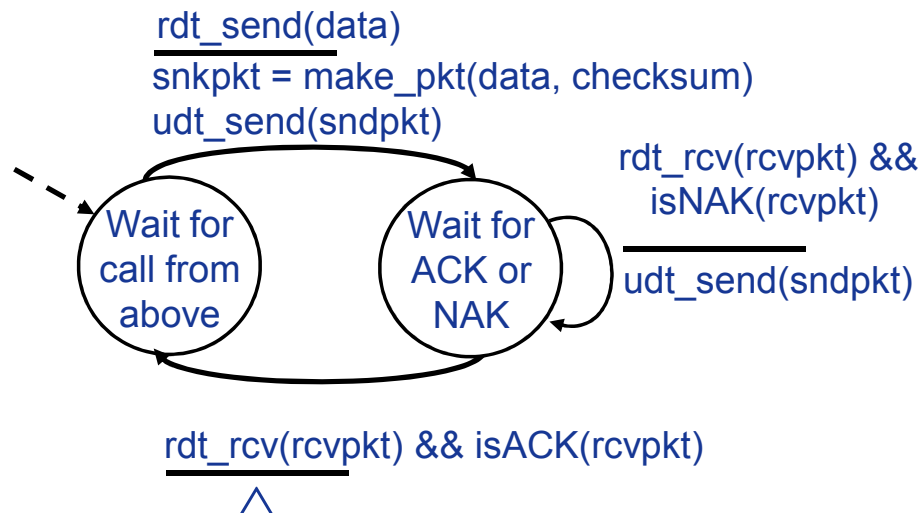 rdt_send(data)
snkpkt = make_pkt(data, checksum)
udt_send(sndpkt)
rdt_rcv(rcvpkt) &&
isNAK(rcvpkt)
udt_send(sndpkt)
Wait for
call from
above
Wait for
ACK or
NAK
rdt_rcv(rcvpkt) && isACK(rcvpkt)
Λ